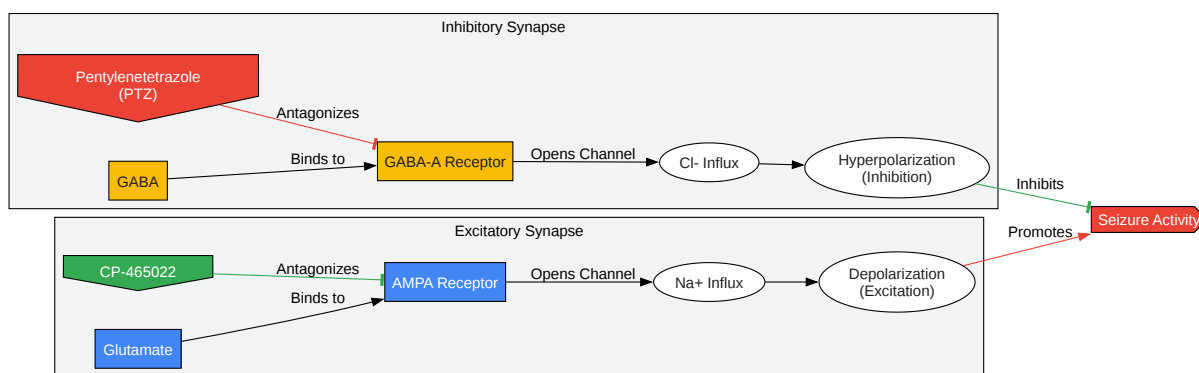 Inhibitory Synapse
Pentylenetetrazole
(PTZ)
Antagonizes
Binds to
GABA
GABA-A Receptor
Opens Channel
Cl- Influx
Hyperpolarization
(Inhibition)
Inhibits
Seizure Activity
Promotes
Excitatory Synapse
CP-465022
Antagonizes
Binds to
Glutamate
AMPA Receptor
Opens Channel
Na+ Influx
Depolarization
(Excitation)